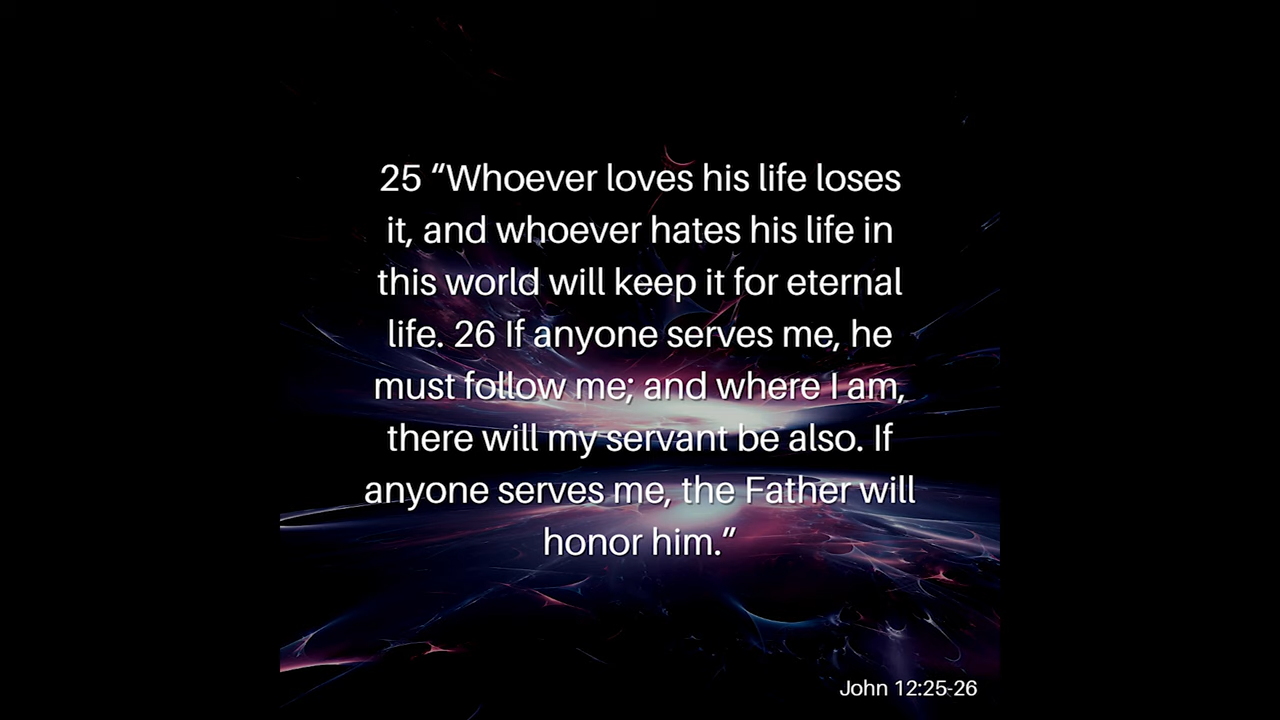 25 “Whoever loves his life loses
it, and whoever hates his life in
this world will keep it for eternal
life. 26 If anyone serves me, he
must follow me; and where I am,
there will my servant be also. If
anyone serves me, the Father will
honor him.”
John 12:25-26